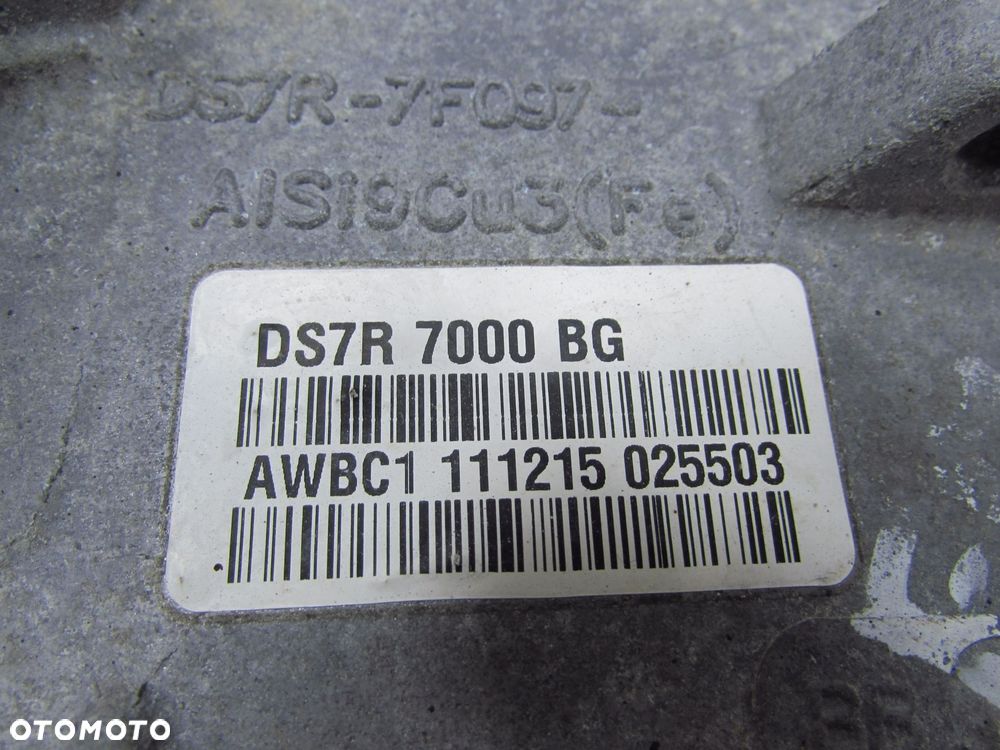 DS7R-7F097-
AlSi9Cu3(Fe)
DS7R 7000 BG
AWBC1 111215 025503
OTOMOTO